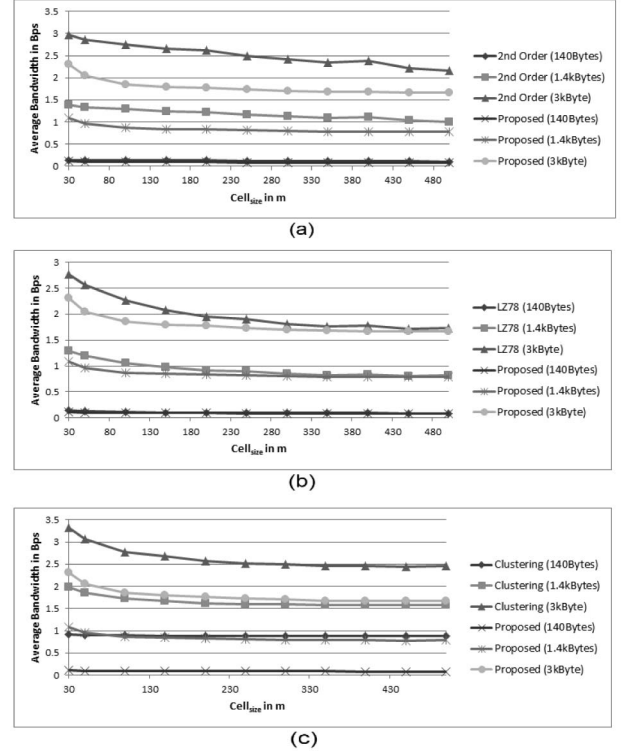 3.5
3
2.5
2
1.5
1
0.5
0
Average Bandwidth in Bps
30 80 130 180 230 280 330 380 430 480
Cellsize in m
2nd Order (140Bytes)
2nd Order (1.4kBytes)
2nd Order (3kByte)
Proposed (140Bytes)
Proposed (1.4kBytes)
Proposed (3kByte)
(a)
3
2.5
2
1.5
1
0.5
0
Average Bandwidth in Bps
30 80 130 180 230 280 330 380 430 480
Cellsize in m
LZ78 (140Bytes)
LZ78 (1.4kBytes)
LZ78 (3kByte)
Proposed (140Bytes)
Proposed (1.4kBytes)
Proposed (3kByte)
(b)
3.5
3
2.5
2
1.5
1
0.5
0
Average Bandwidth in Bps
30 80 130 180 230 280 330 380 430
Cellsize in m
Clustering (140Bytes)
Clustering (1.4kBytes)
Clustering (3kByte)
Proposed (140Bytes)
Proposed (1.4kBytes)
Proposed (3kByte)
(c)